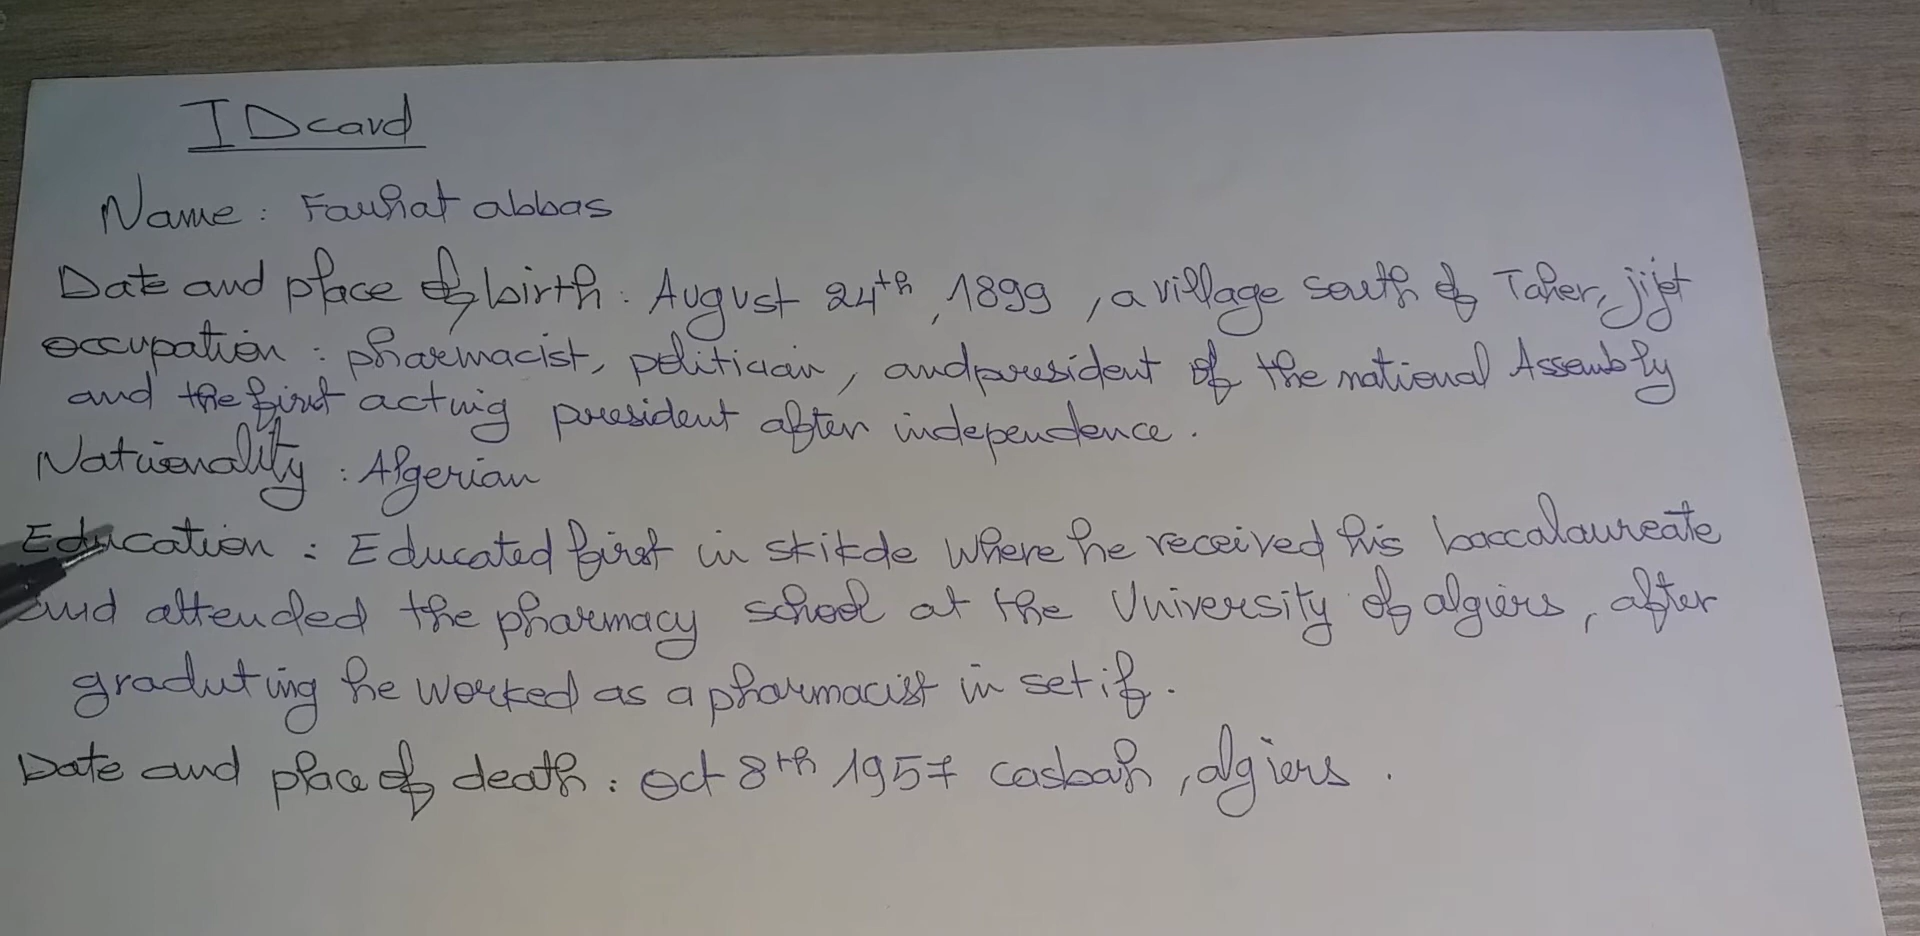 ID card
Name : Farhat abbas
Date and place of birth : August 24th, 1899 , a village south of Taher, jijel
occupation : pharmacist, politician, and president of the national Assembly
and the first acting president after independence .
Nationality : Algerian
Education : Educated first in skikde where he received his baccalaureate
and attended the pharmacy school at the University of algiers, after
graduting he worked as a pharmacist in setif .
Date and place of death : oct 8th 1957 casbah , algiers .